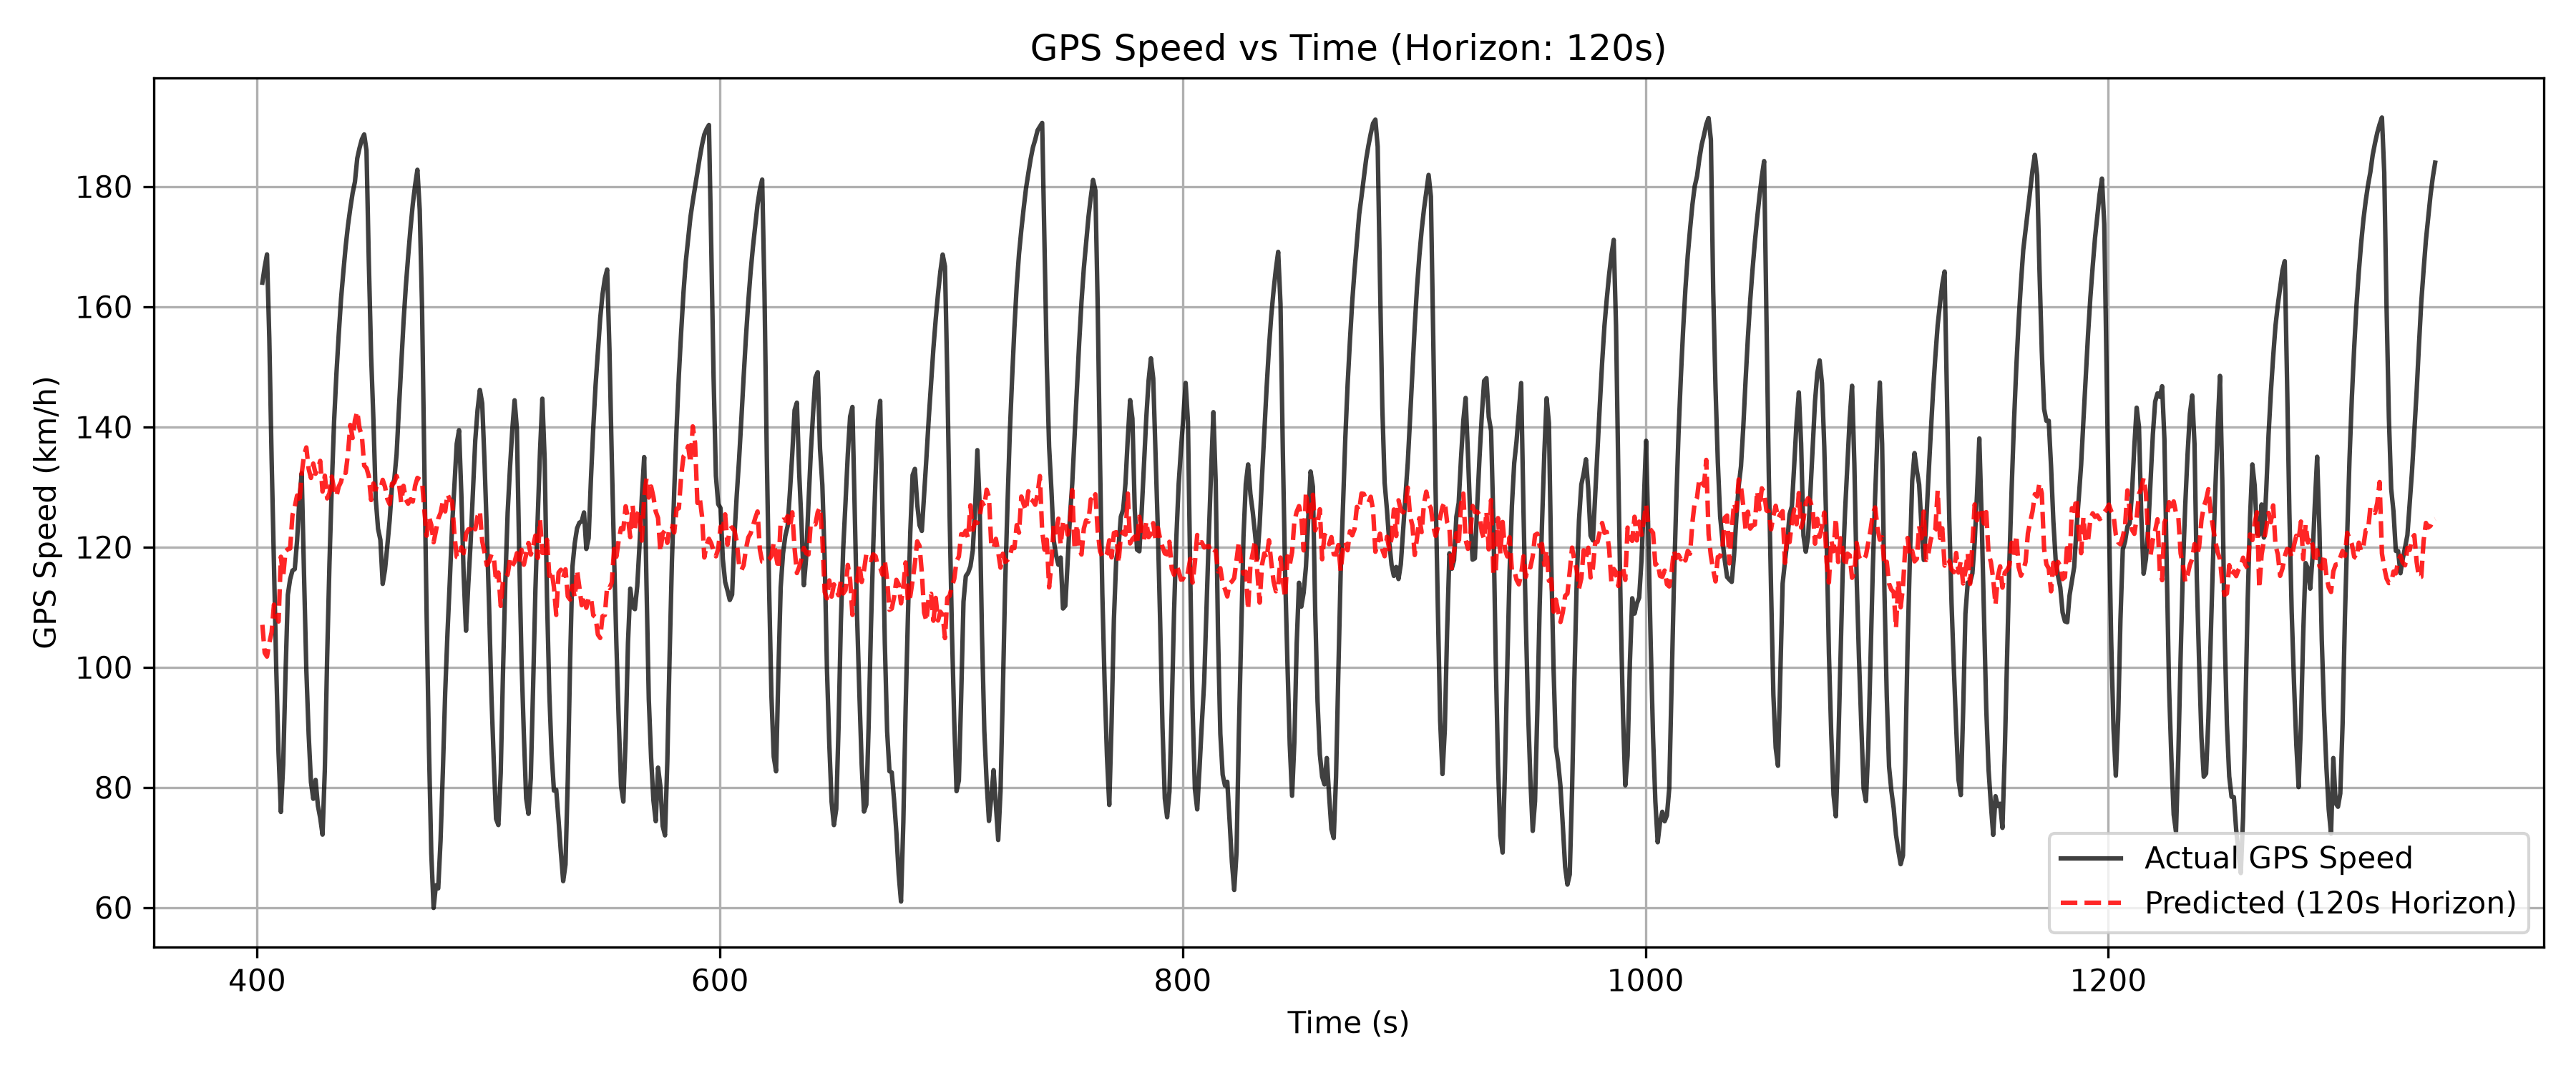 GPS Speed vs Time (Horizon: 120s)
GPS Speed (km/h)
180
160
140
120
100
80
60
400
600
800
1000
1200
Time (s)
Actual GPS Speed
Predicted (120s Horizon)